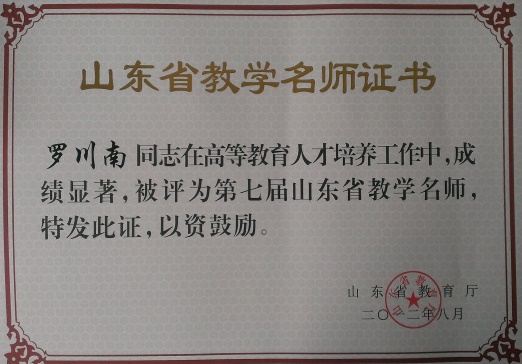 山东省教学名师证书
罗川南同志在高等教育人才培养工作中，成
绩显著，被评为第七届山东省教学名师，
特发此证，以资鼓励。
山东省教育厅
二〇一二年八月